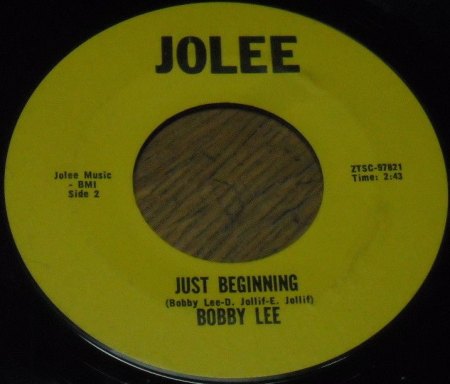 JOLEE
Jolee Music
- BMI
Side 2
ZTSC-97821
Time: 2:43
JUST BEGINNING
(Bobby Lee-D. Jollif-E. Jollif)
BOBBY LEE